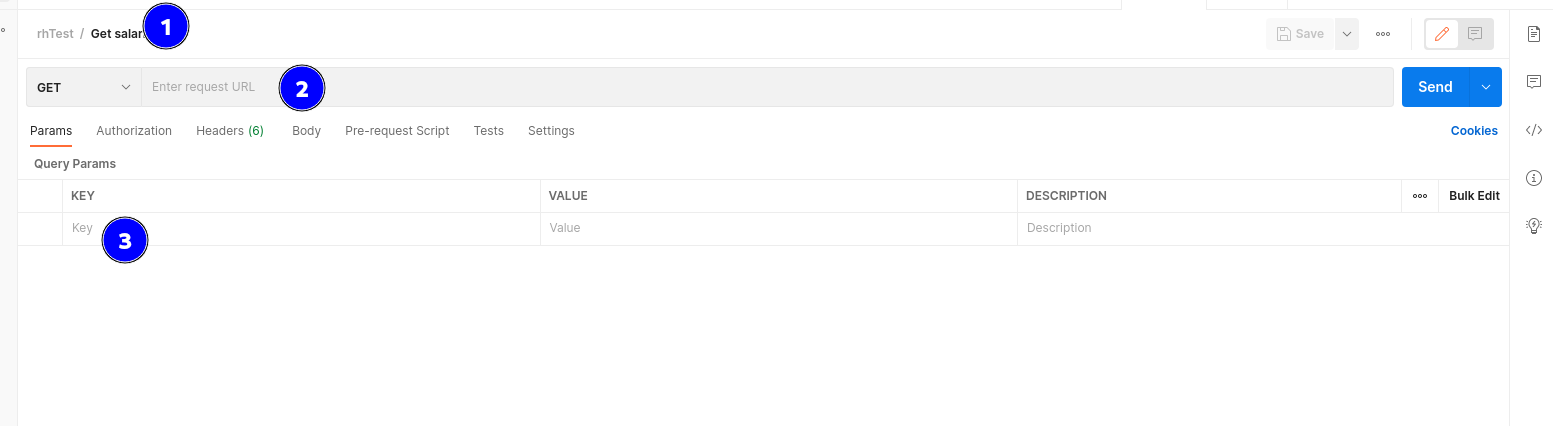 1
rhTest / Get salar
Save
GET
Enter request URL
2
Send
Params Authorization Headers (6) Body Pre-request Script Tests Settings Cookies
Query Params
KEY VALUE DESCRIPTION Bulk Edit
Key Value Description
3